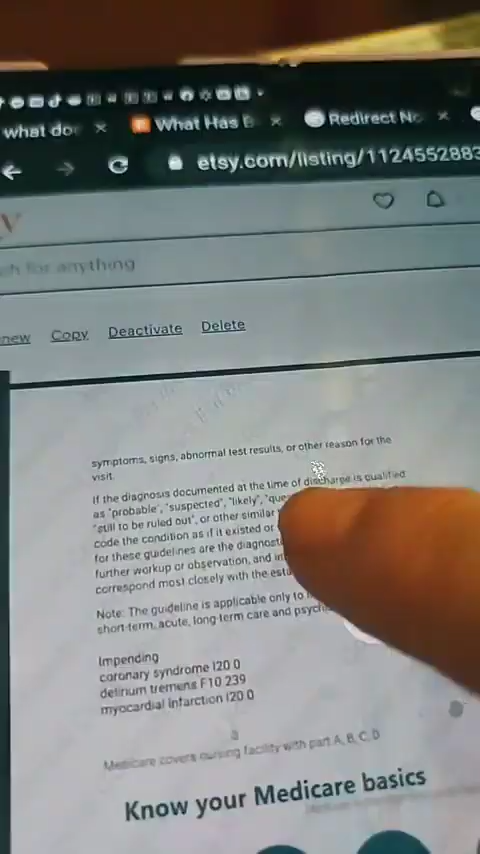 what do
What Has
Redirect No
etsy.com/listing/1124552883
ch for anything
new Copy Deactivate Delete
symptoms, signs, abnormal test results, or other reason for the
visit.
If the diagnosis documented at the time of discharge is qualified
as "probable", "suspected", "likely",
"still to be ruled out", or other similar
code the condition as if it existed or
for these guidelines are the
further workup or observation, and
correspond most closely with the
Note: The guideline is applicable only to
short-term, acute, long-term care and
Impending
coronary syndrome I20 0
delirium tremens F10 239
myocardial infarction I20 0
Medicare covers nursing facility with part A, B, C, D
Know your Medicare basics